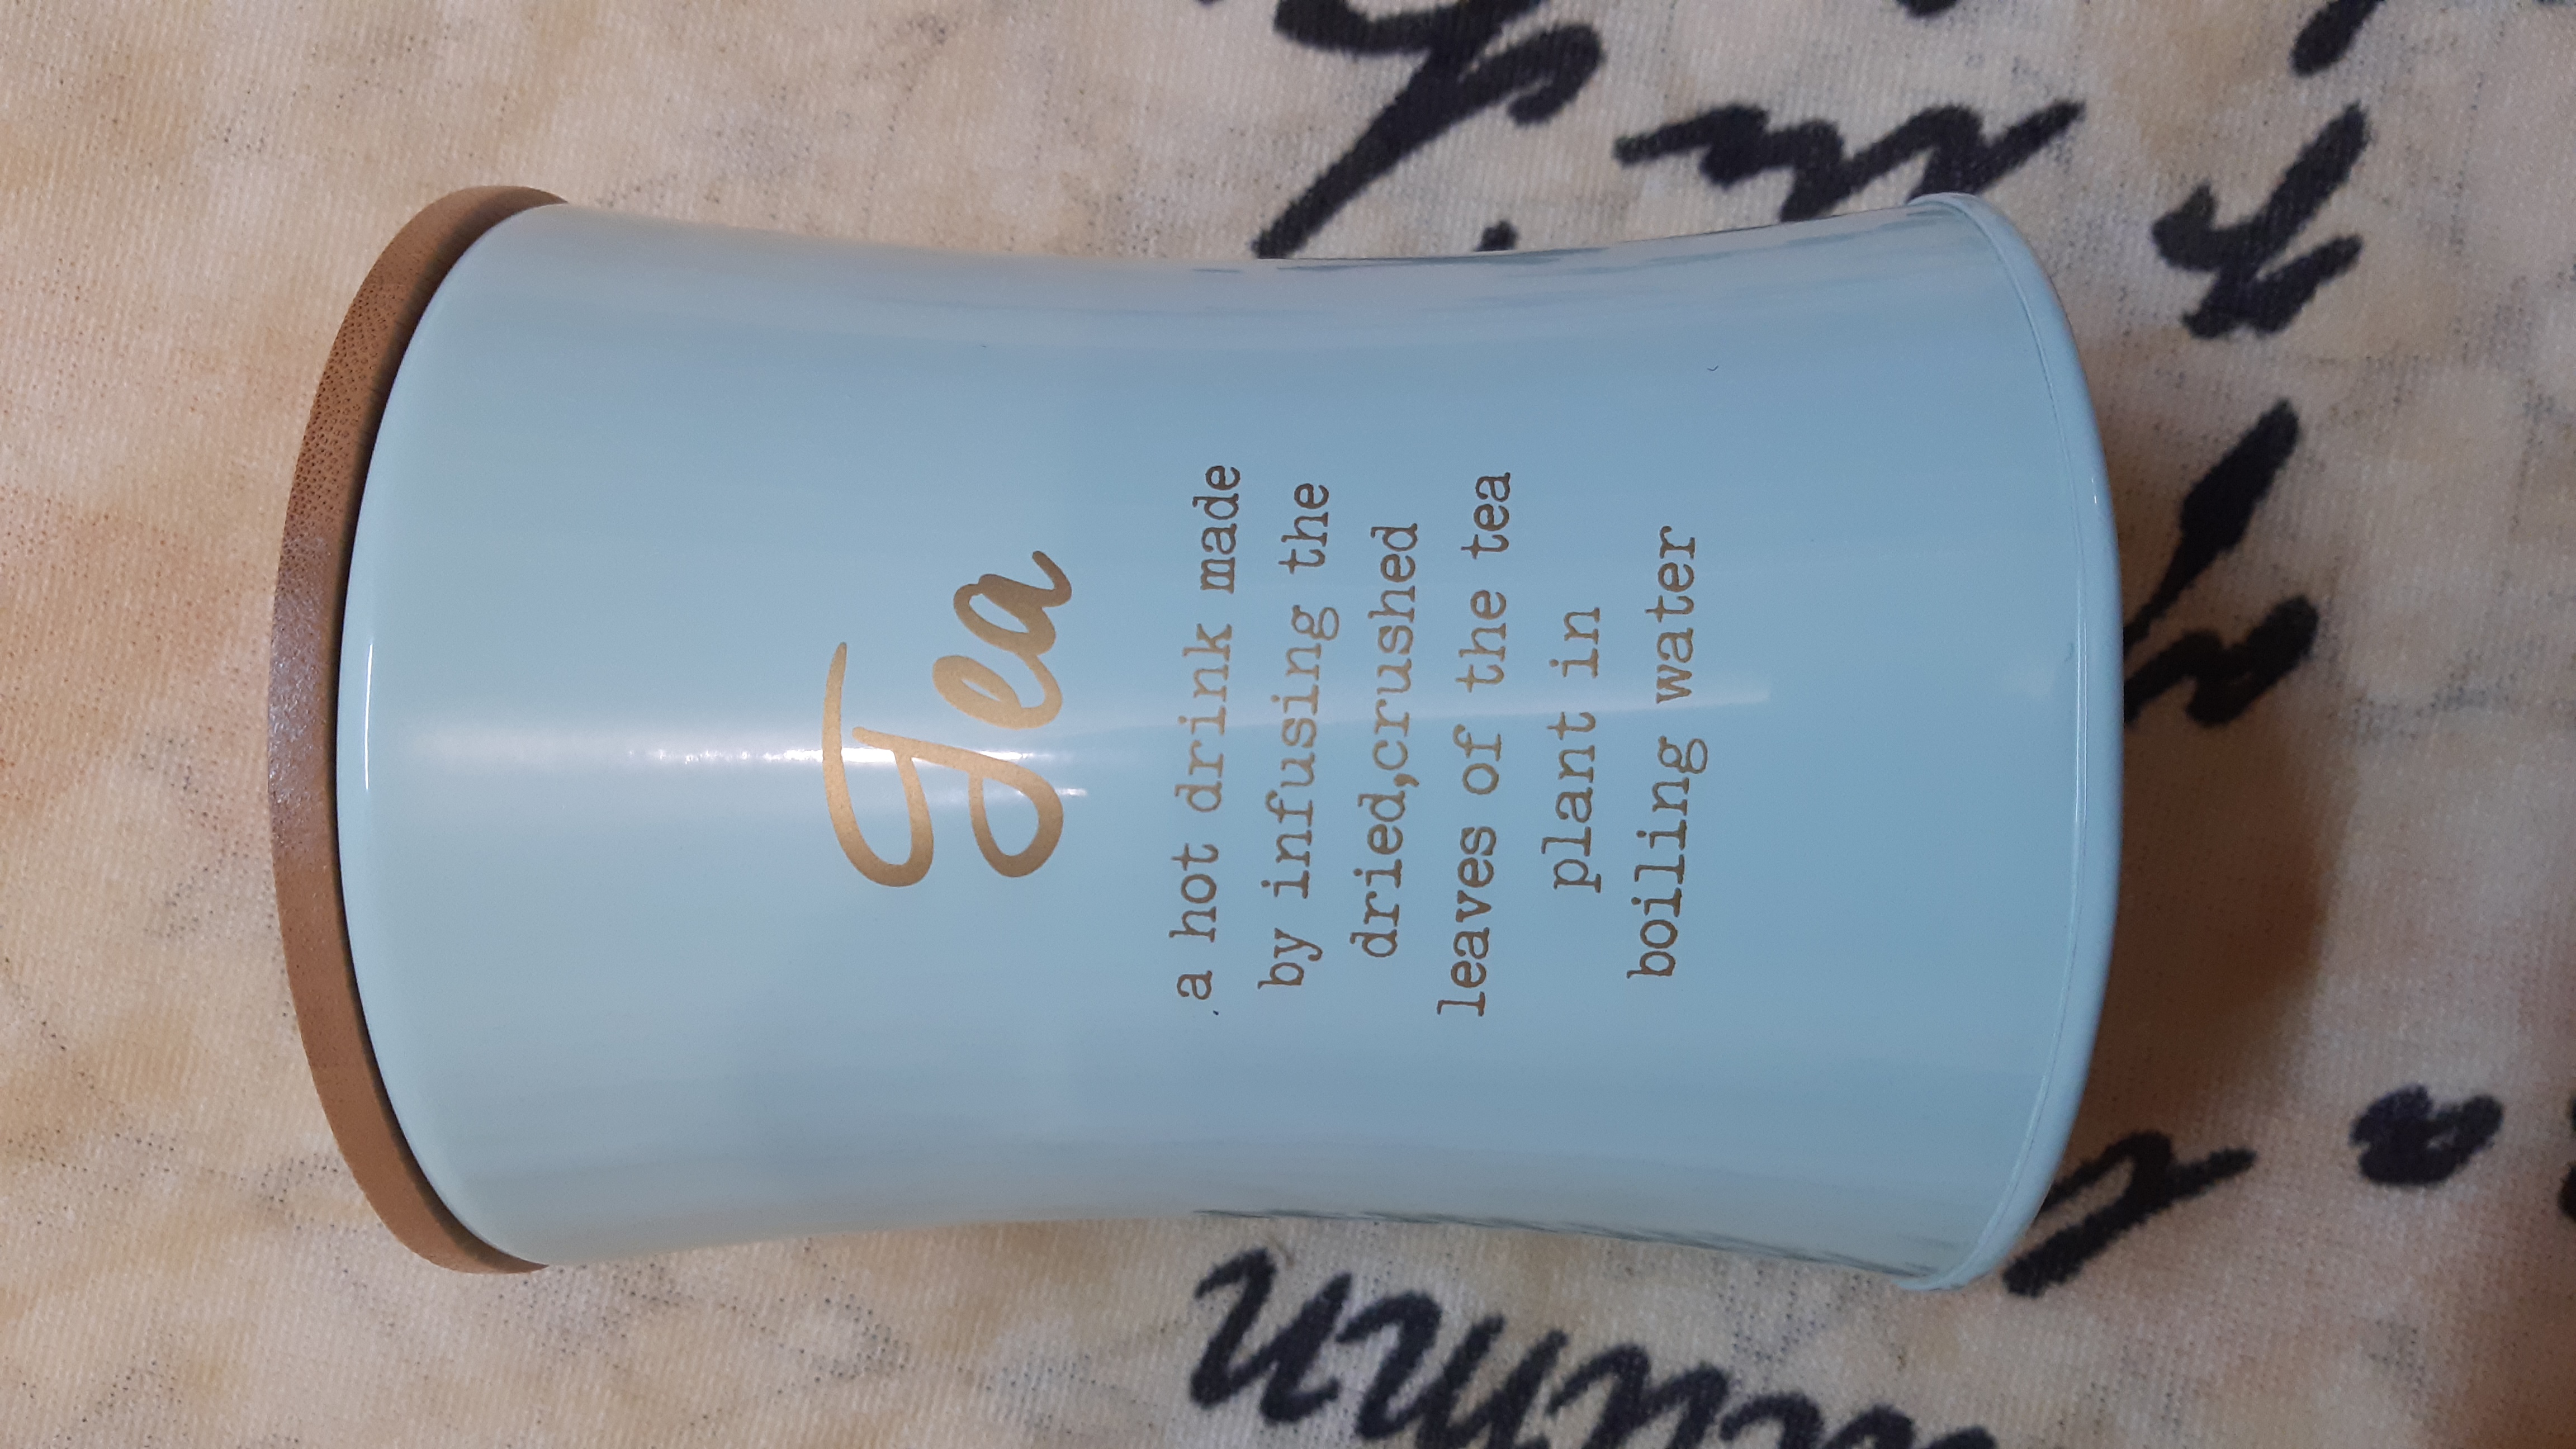 Tea
a hot drink made
by infusing the
dried,crushed
leaves of the tea
plant in
boiling water